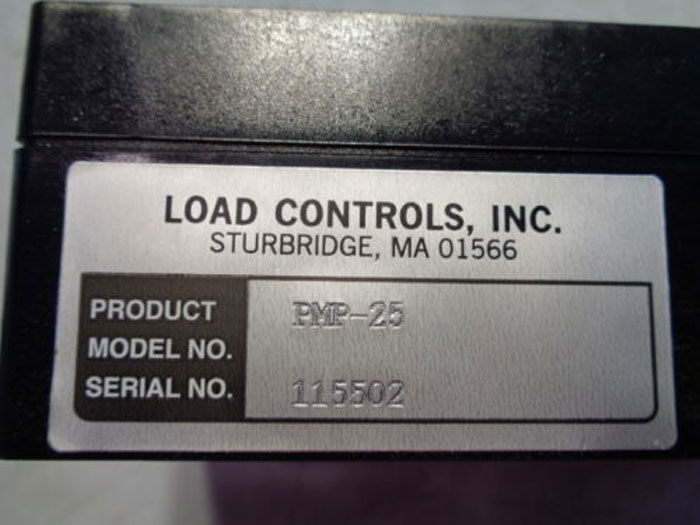 LOAD CONTROLS, INC.
STURBRIDGE, MA 01566
PRODUCT PMP-25
MODEL NO.
SERIAL NO. 115502